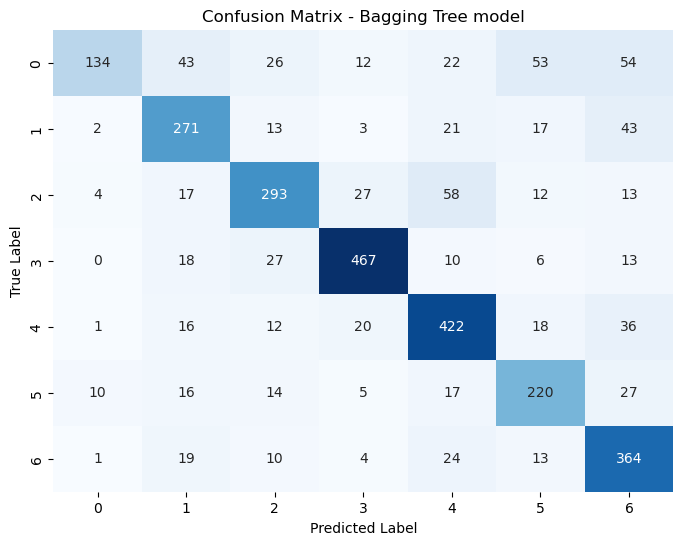 Confusion Matrix - Bagging Tree model
True Label
0 134 43 26 12 22 53 54
1 2 271 13 3 21 17 43
2 4 17 293 27 58 12 13
3 0 18 27 467 10 6 13
4 1 16 12 20 422 18 36
5 10 16 14 5 17 220 27
6 1 19 10 4 24 13 364
0 1 2 3 4 5 6
Predicted Label